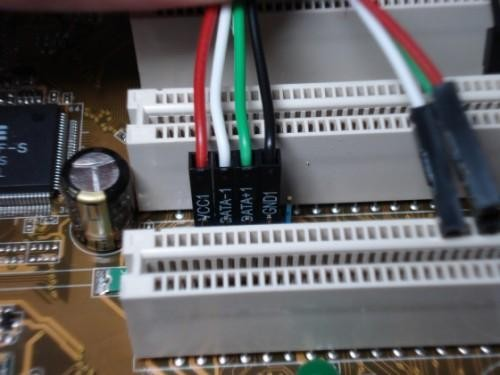 E
F-S
S
VCC1
DATA-1
DATA+1
GND1